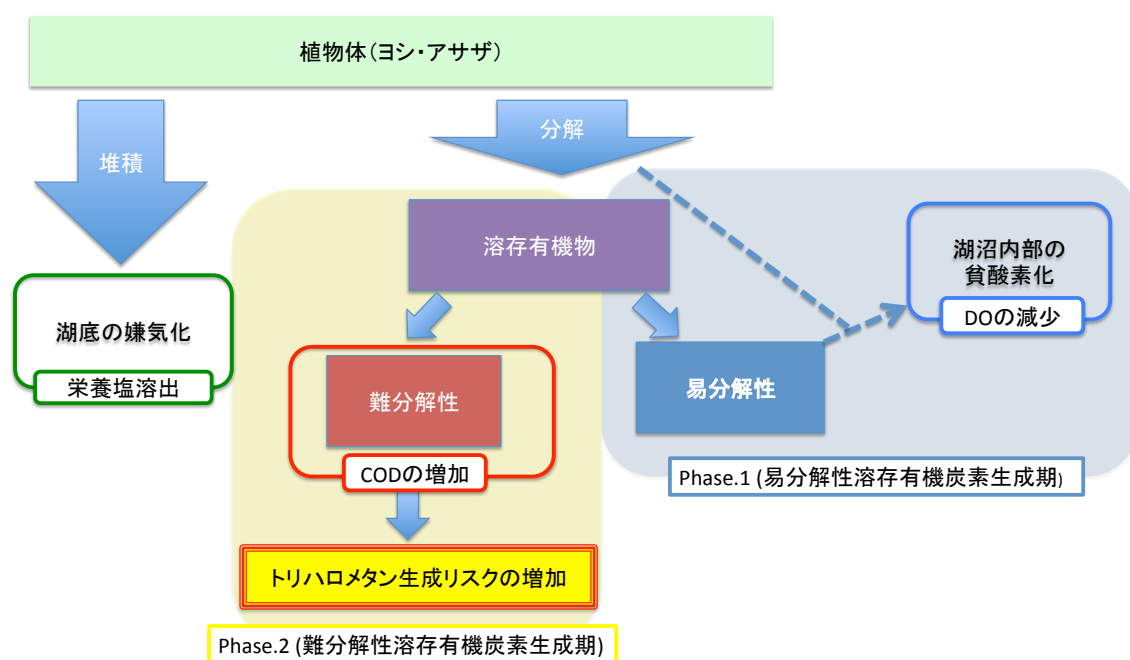 植物体(ヨシ・アサザ)
堆積
分解
溶存有機物
湖沼内部の
貧酸素化
DOの減少
湖底の嫌気化
栄養塩溶出
難分解性
易分解性
CODの増加
Phase.1 (易分解性溶存有機炭素生成期)
トリハロメタン生成リスクの増加
Phase.2 (難分解性溶存有機炭素生成期)